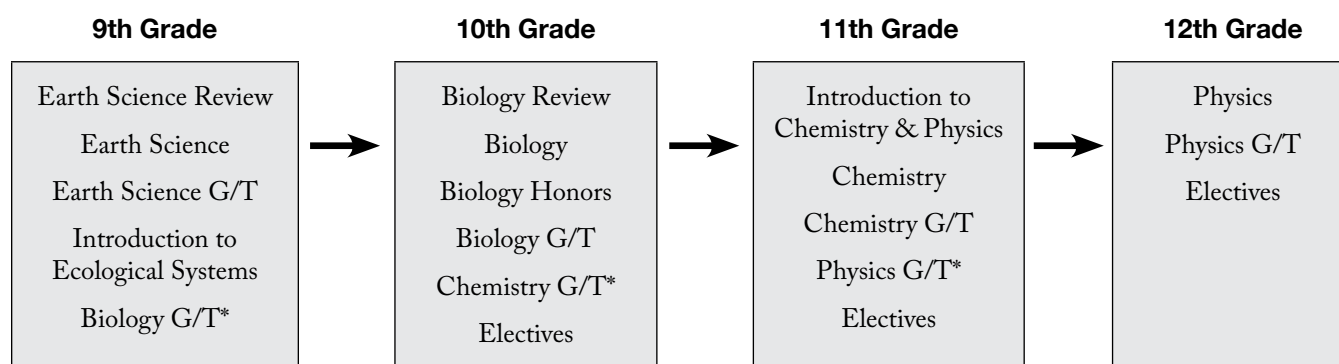 9th Grade
Earth Science Review
Earth Science
Earth Science G/T
Introduction to
Ecological Systems
Biology G/T*
10th Grade
Biology Review
Biology
Biology Honors
Biology G/T
Chemistry G/T*
Electives
11th Grade
Introduction to
Chemistry & Physics
Chemistry
Chemistry G/T
Physics G/T*
Electives
12th Grade
Physics
Physics G/T
Electives